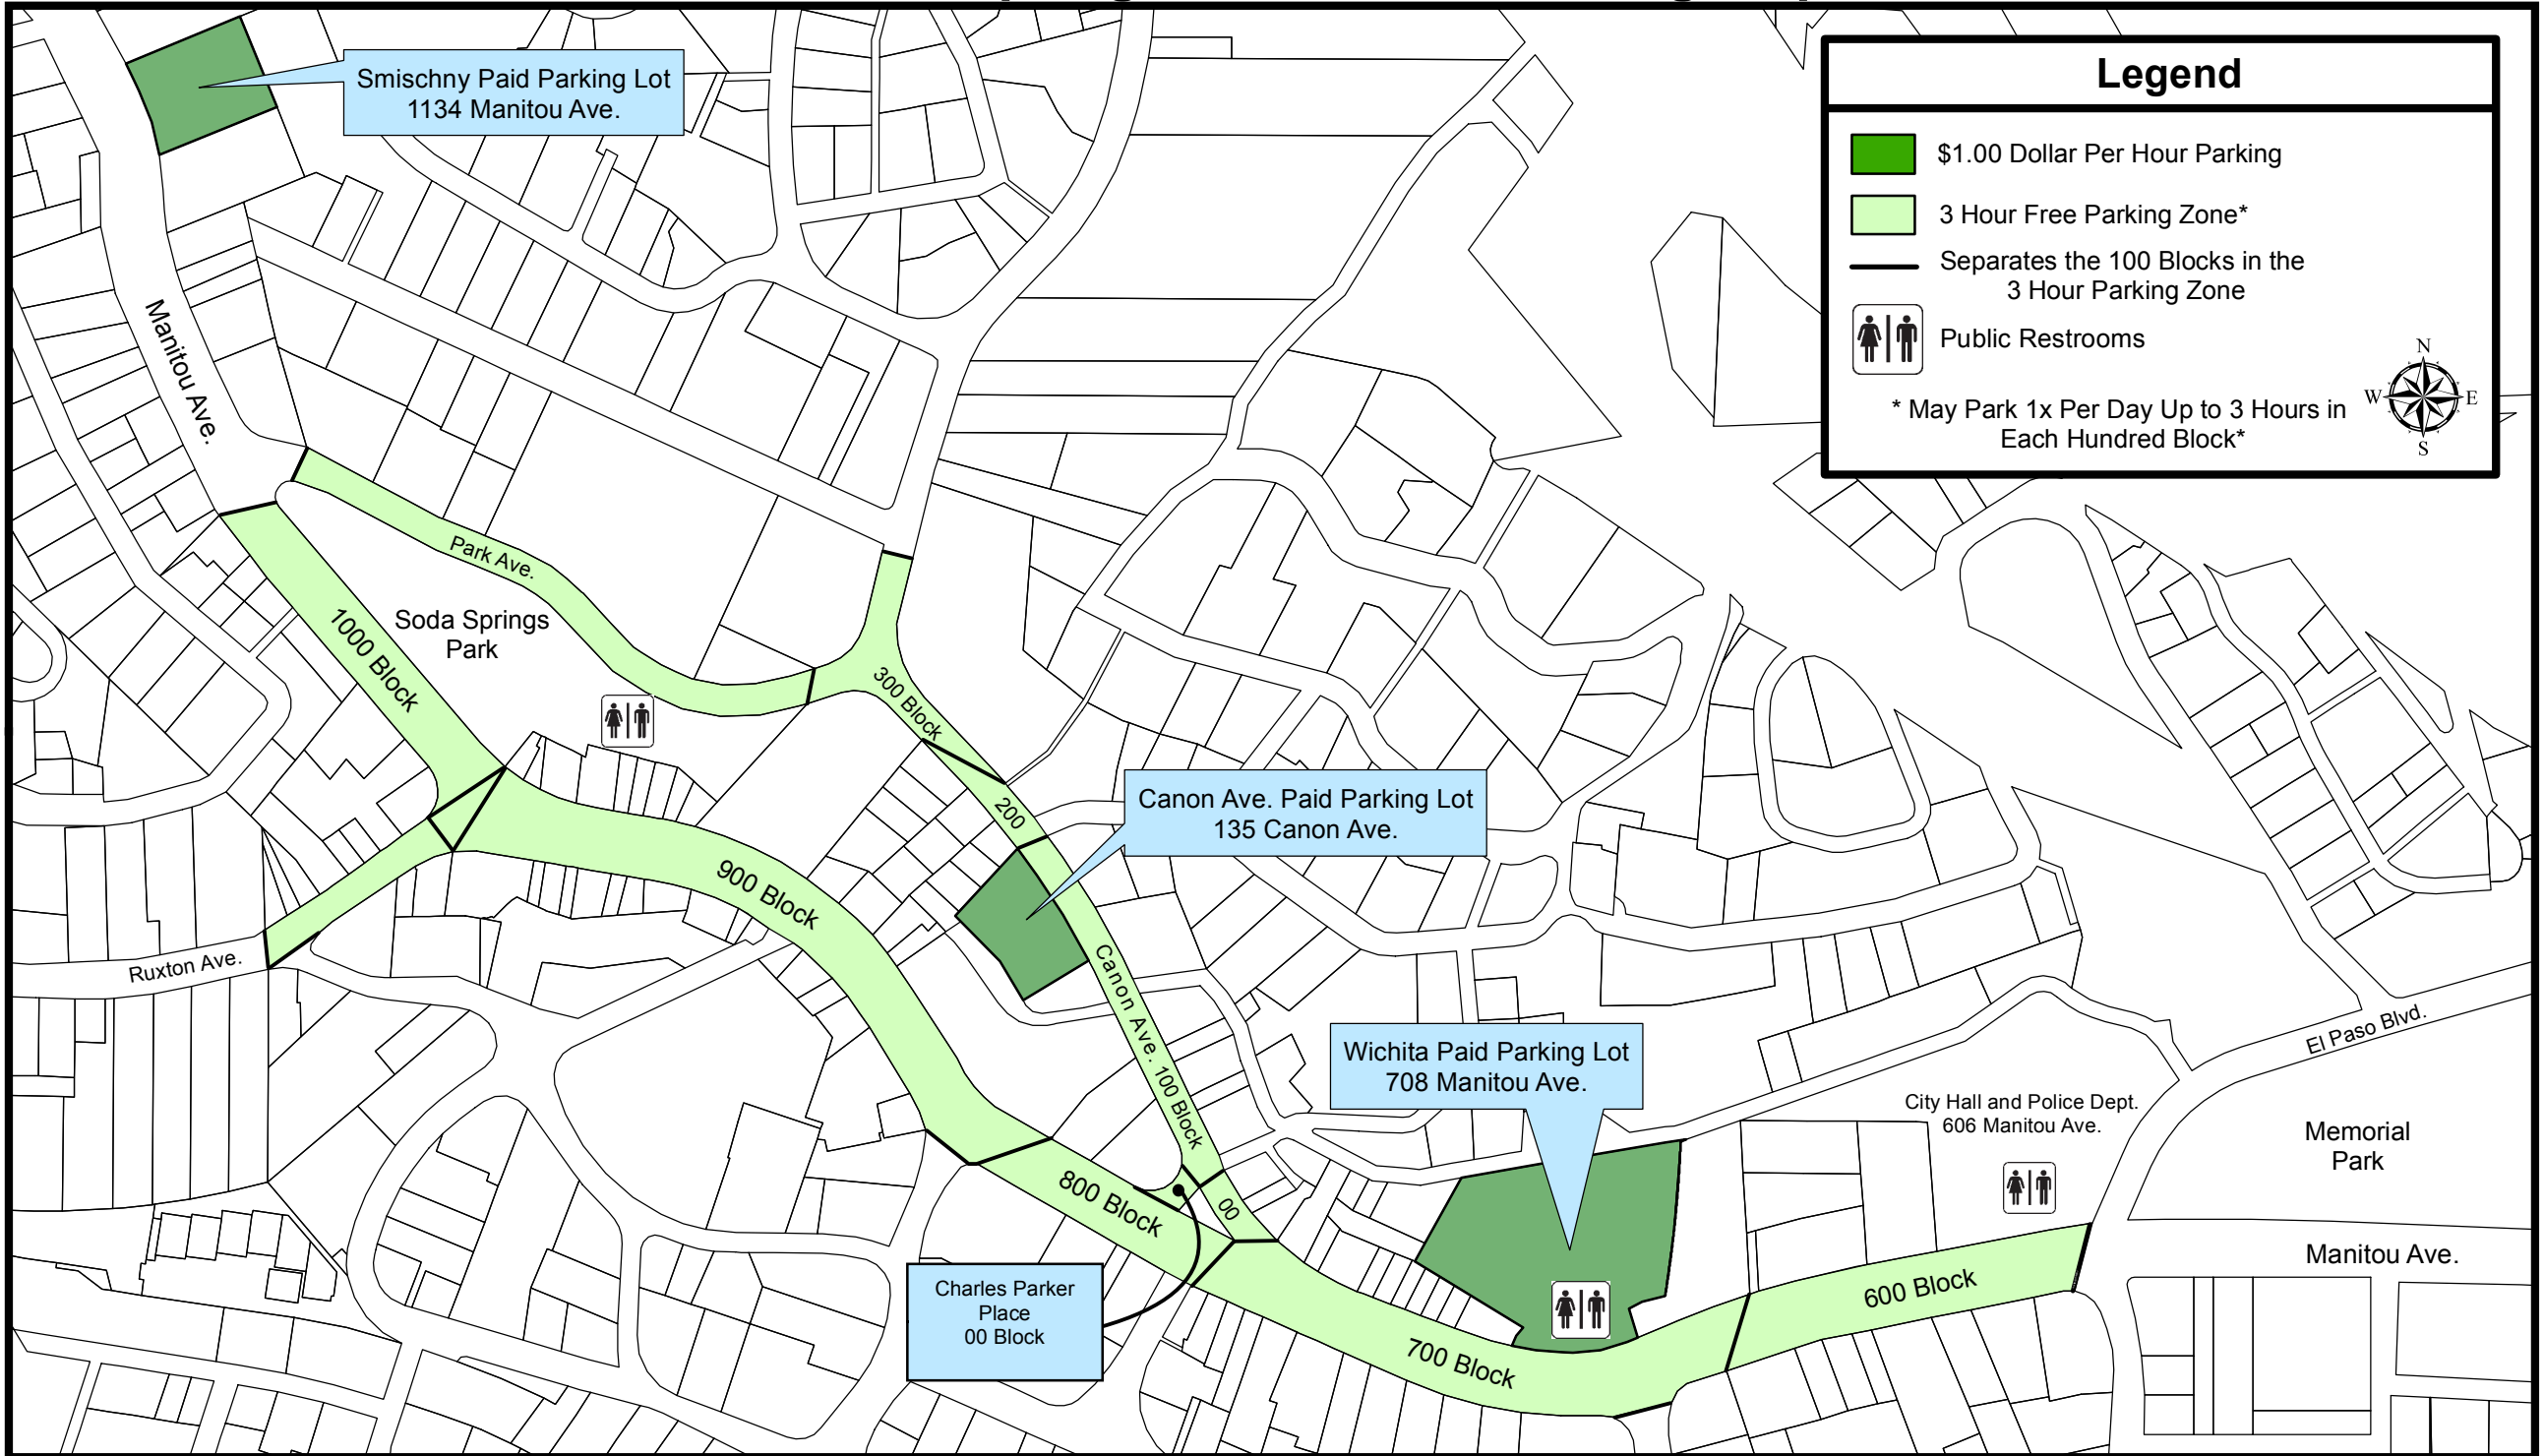 Smischny Paid Parking Lot
1134 Manitou Ave.
Legend
$1.00 Dollar Per Hour Parking
3 Hour Free Parking Zone*
Separates the 100 Blocks in the
3 Hour Parking Zone
Public Restrooms
* May Park 1x Per Day Up to 3 Hours in
Each Hundred Block*
N
W
E
S
Manitou Ave.
Park Ave.
Soda Springs
Park
1000 Block
300 Block
200
Canon Ave. Paid Parking Lot
135 Canon Ave.
900 Block
Ruxton Ave.
Canon Ave. 100 Block
Wichita Paid Parking Lot
708 Manitou Ave.
El Paso Blvd.
City Hall and Police Dept.
606 Manitou Ave.
Memorial
Park
800 Block
00
Manitou Ave.
Charles Parker
Place
00 Block
600 Block
700 Block